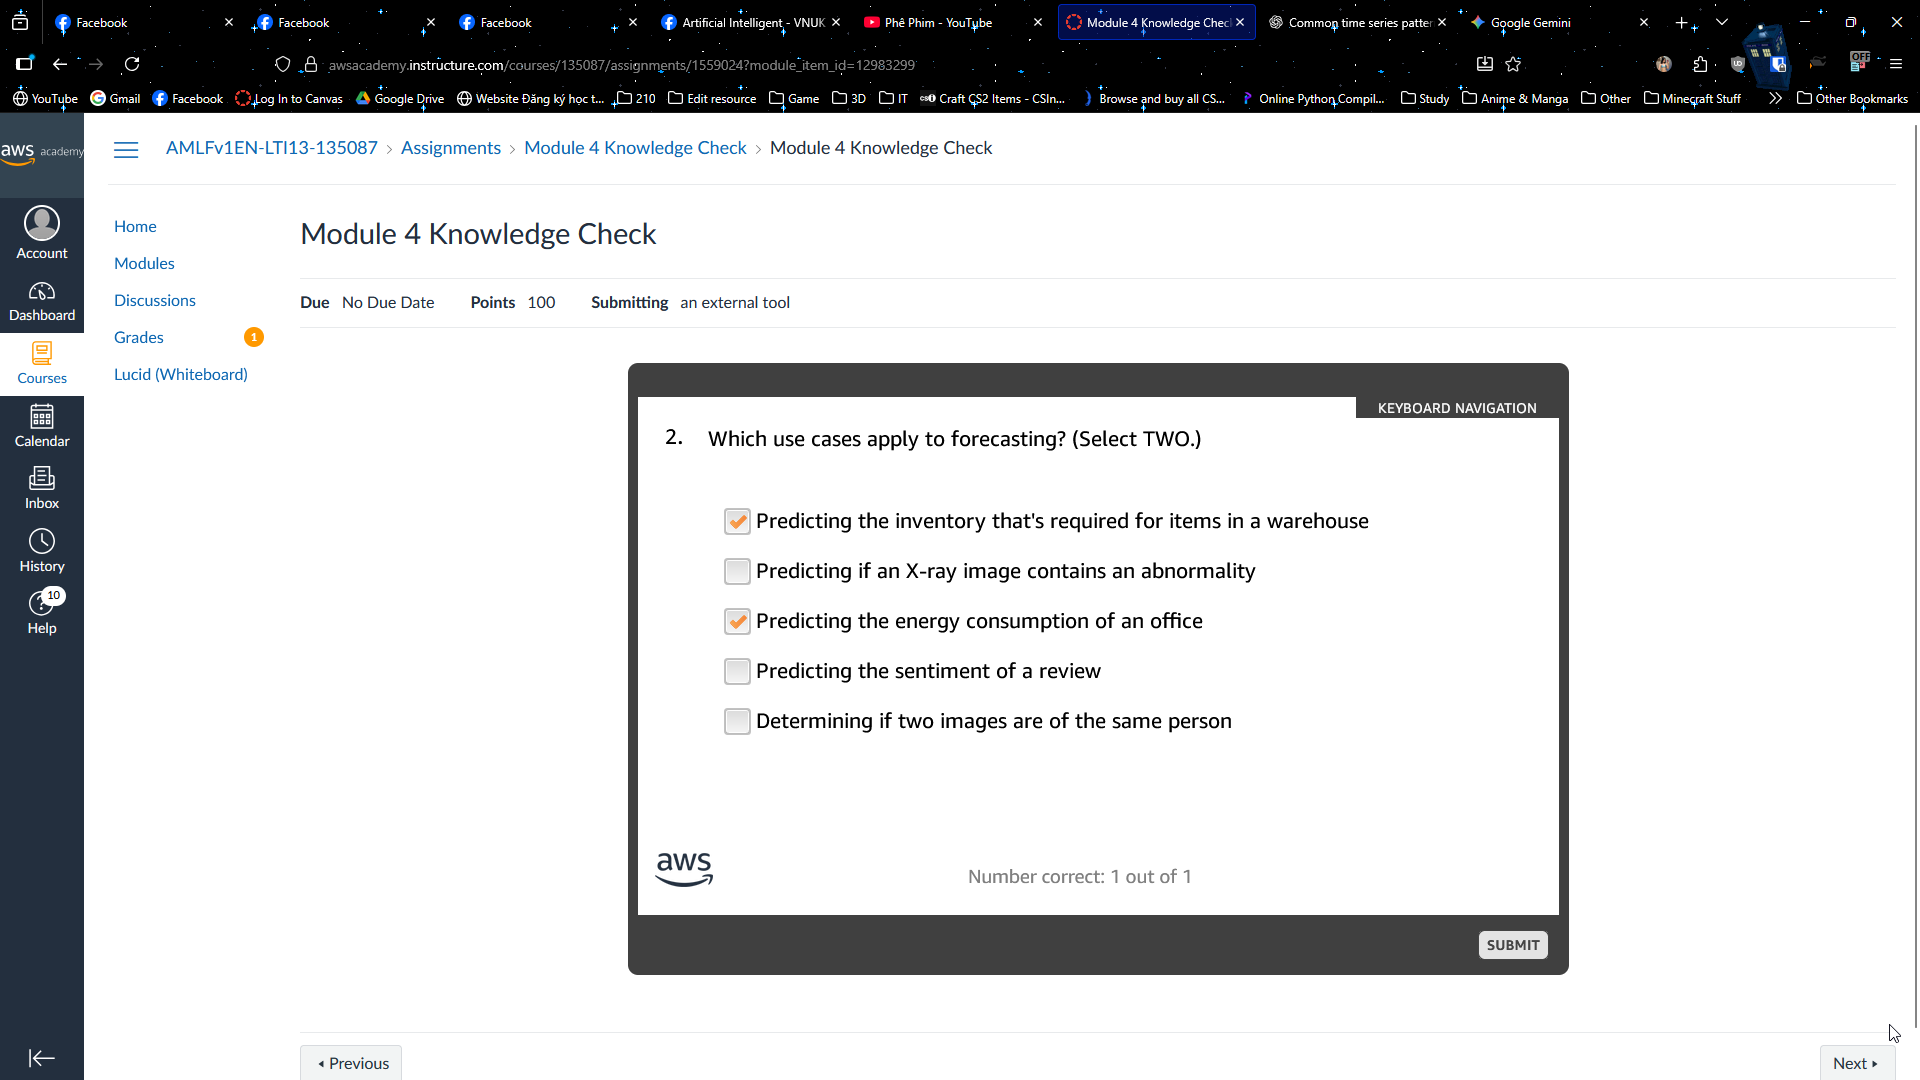 Facebook
Facebook
Facebook
Artificial Intelligent - VNUK
Phê Phim - YouTube
Module 4 Knowledge Chec
Common time series patter
Google Gemini
awsacademy.instructure.com/courses/135087/assignments/1559024?module_item_id=12983299
OFF
YouTube
Gmail
Facebook
Log In to Canvas
Google Drive
Website Đăng ký học t...
210
Edit resource
Game
3D
IT
Craft CS2 Items - CSIn...
Browse and buy all CS...
Online Python Compil...
Study
Anime & Manga
Other
Minecraft Stuff
Other Bookmarks
aws academy
AMLFv1EN-LTI13-135087 > Assignments > Module 4 Knowledge Check > Module 4 Knowledge Check
Account
Dashboard
Courses
Calendar
Inbox
History
10
Help
Home
Modules
Discussions
Grades
1
Lucid (Whiteboard)
Module 4 Knowledge Check
Due No Due Date Points 100 Submitting an external tool
KEYBOARD NAVIGATION
2. Which use cases apply to forecasting? (Select TWO.)
Predicting the inventory that's required for items in a warehouse
Predicting if an X-ray image contains an abnormality
Predicting the energy consumption of an office
Predicting the sentiment of a review
Determining if two images are of the same person
aws
Number correct: 1 out of 1
SUBMIT
Previous
Next